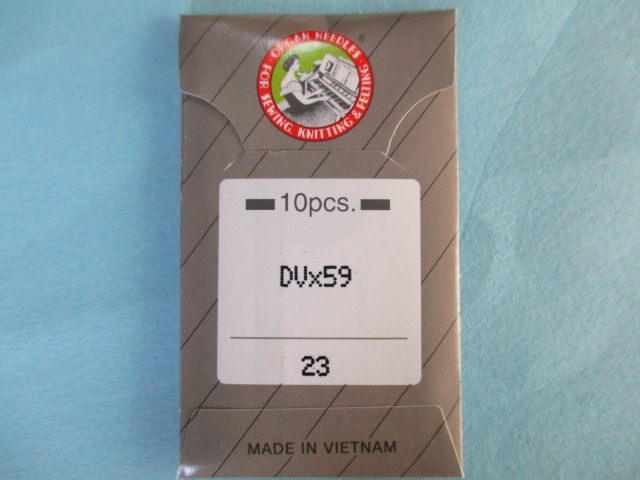 · ORGAN NEEDLES ·
FOR SEWING, KNITTING & FELTING
®
10pcs.
DVx59
23
MADE IN VIETNAM